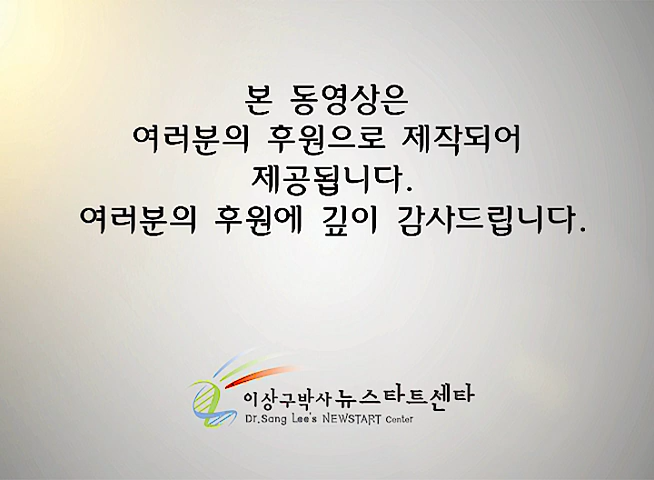 본 동영상은
여러분의 후원으로 제작되어
제공됩니다.
여러분의 후원에 깊이 감사드립니다.
이상구박사 뉴스타트센타
Dr.Sang Lee's NEWSTART Center